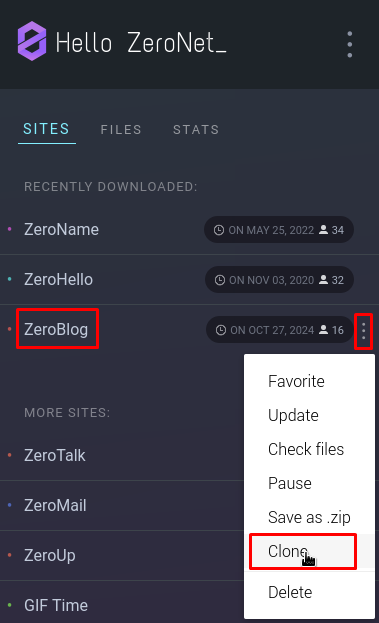 Hello ZeroNet_
SITES FILES STATS
RECENTLY DOWNLOADED:
ZeroName ON MAY 25, 2022 34
ZeroHello ON NOV 03, 2020 32
ZeroBlog ON OCT 27, 2024 16
Favorite
Update
Check files
Pause
Save as .zip
Clone
Delete
MORE SITES:
ZeroTalk
ZeroMail
ZeroUp
GIF Time